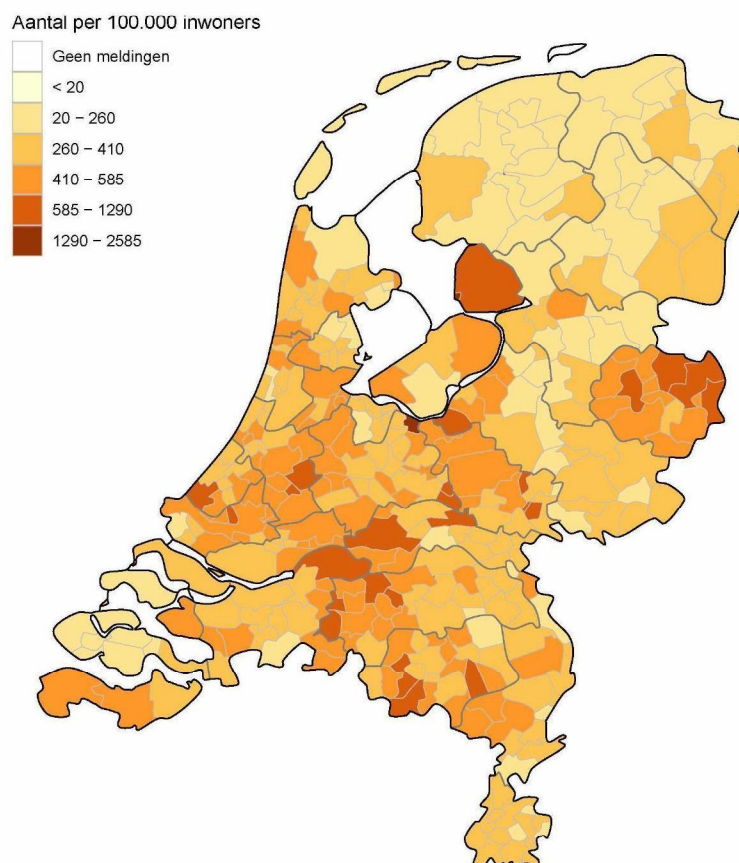 Aantal per 100.000 inwoners
Geen meldingen
< 20
20 – 260
260 – 410
410 – 585
585 – 1290
1290 – 2585